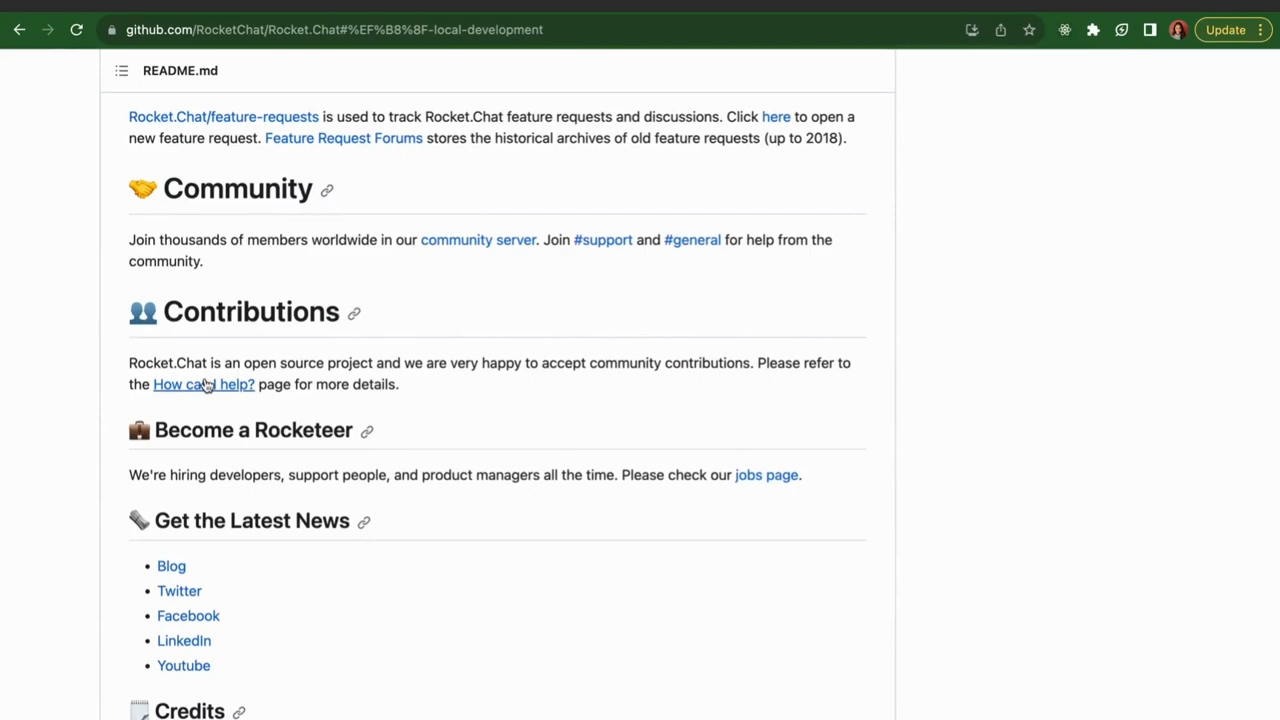 github.com/RocketChat/Rocket.Chat#%EF%B8%8F-local-development
Update
README.md
Rocket.Chat/feature-requests is used to track Rocket.Chat feature requests and discussions. Click here to open a
new feature request. Feature Request Forums stores the historical archives of old feature requests (up to 2018).
Community
Join thousands of members worldwide in our community server. Join #support and #general for help from the
community.
Contributions
Rocket.Chat is an open source project and we are very happy to accept community contributions. Please refer to
the How can I help? page for more details.
Become a Rocketeer
We're hiring developers, support people, and product managers all the time. Please check our jobs page.
Get the Latest News
• Blog
• Twitter
• Facebook
• LinkedIn
• Youtube
Credits